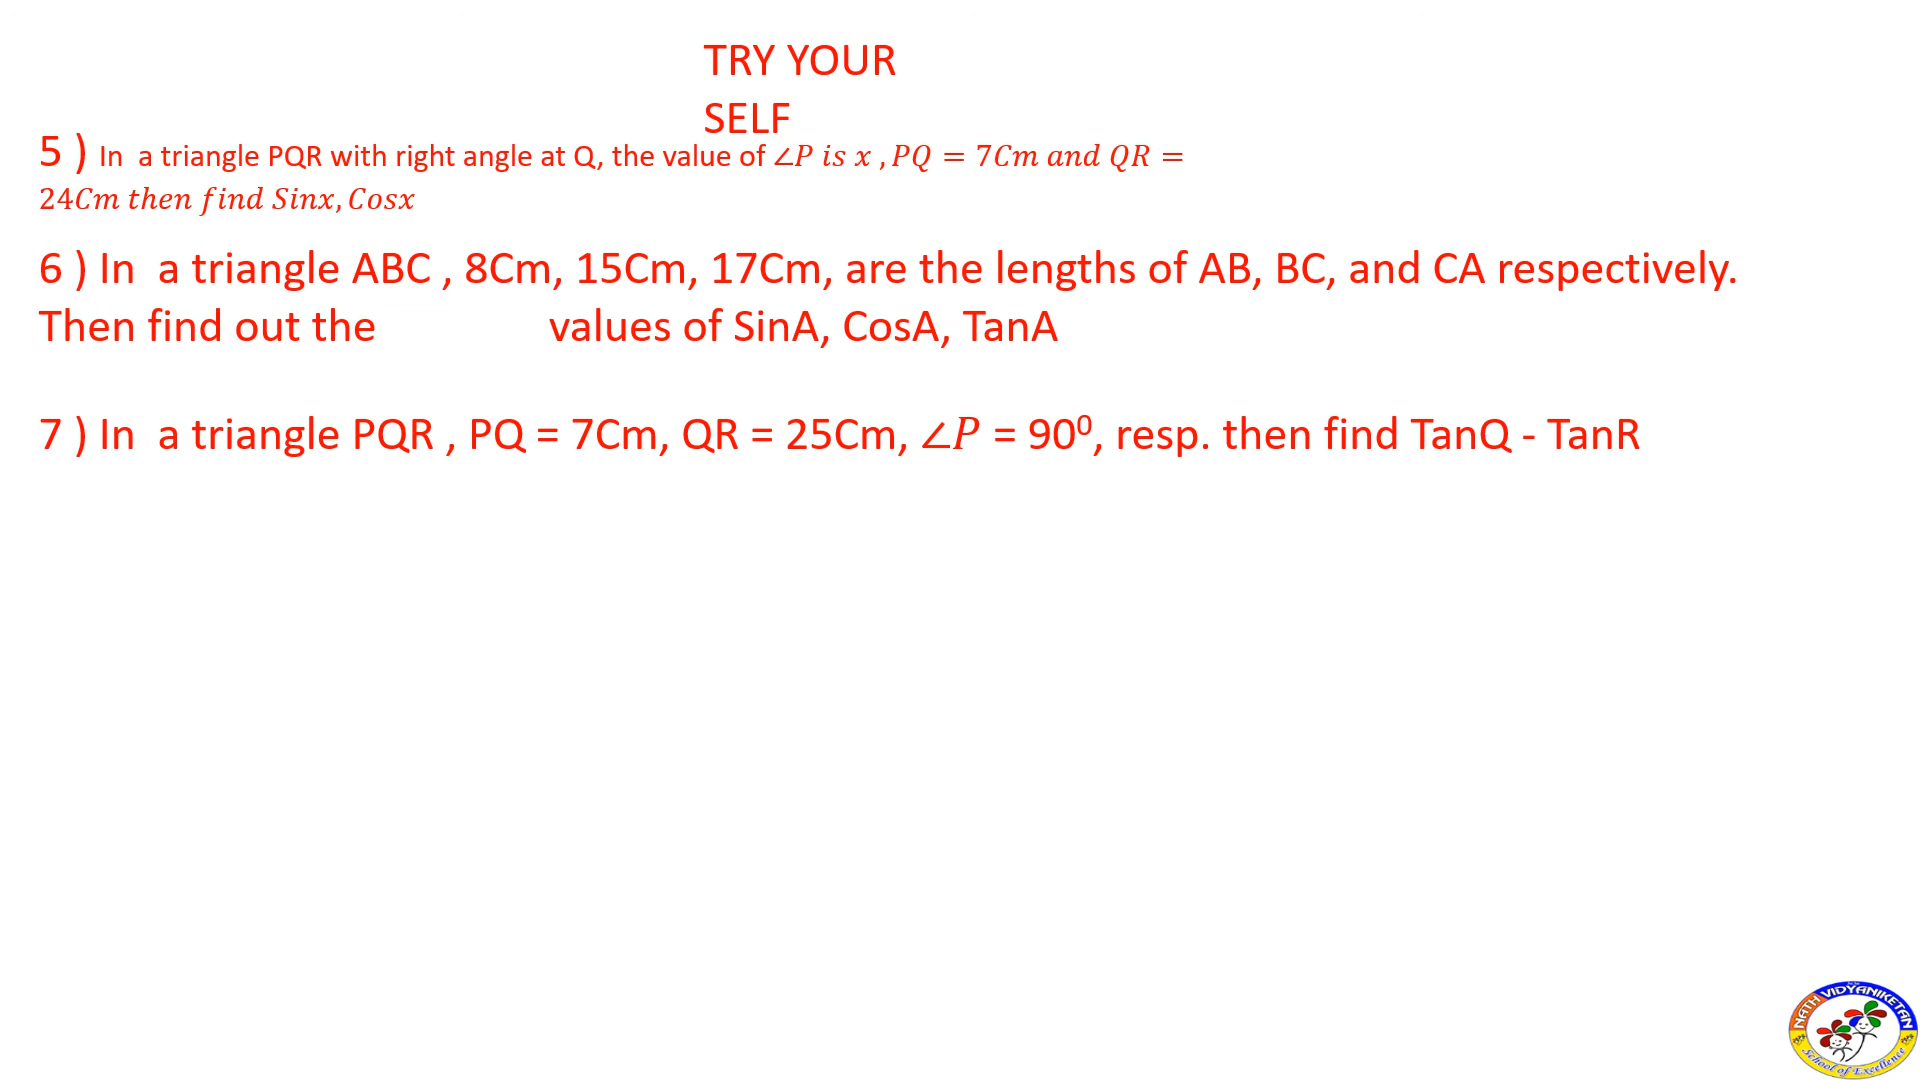 TRY YOUR
SELF
5 ) In a triangle PQR with right angle at Q, the value of ∠P is x , PQ = 7Cm and QR =
24Cm then find Sinx, Cosx
6 ) In a triangle ABC , 8Cm, 15Cm, 17Cm, are the lengths of AB, BC, and CA respectively.
Then find out the values of SinA, CosA, TanA
7 ) In a triangle PQR , PQ = 7Cm, QR = 25Cm, ∠P = 90⁰, resp. then find TanQ - TanR
NATH VIDYANIKETAN
School of Excellence